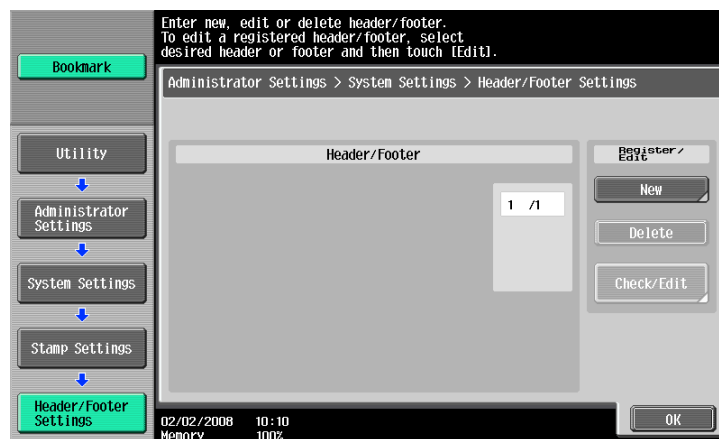 Enter new, edit or delete header/footer.
To edit a registered header/footer, select
desired header or footer and then touch [Edit].
Bookmark
Administrator Settings > System Settings > Header/Footer Settings
Utility
Administrator
Settings
System Settings
Stamp Settings
Header/Footer
Settings
Header/Footer
1 /1
Register/
Edit
New
Delete
Check/Edit
02/02/2008 10:10
Memory 100%
OK